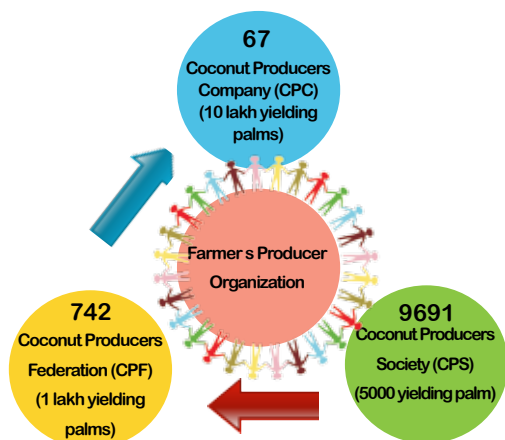 67
Coconut Producers
Company (CPC)
(10 lakh yielding
palms)
Farmer s Producer
Organization
742
Coconut Producers
Federation (CPF)
(1 lakh yielding
palms)
9691
Coconut Producers
Society (CPS)
(5000 yielding palm)